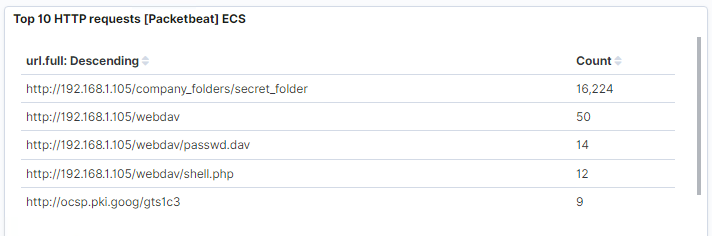 Top 10 HTTP requests [Packetbeat] ECS
url.full: Descending Count
http://192.168.1.105/company_folders/secret_folder 16,224
http://192.168.1.105/webdav 50
http://192.168.1.105/webdav/passwd.dav 14
http://192.168.1.105/webdav/shell.php 12
http://ocsp.pki.goog/gts1c3 9